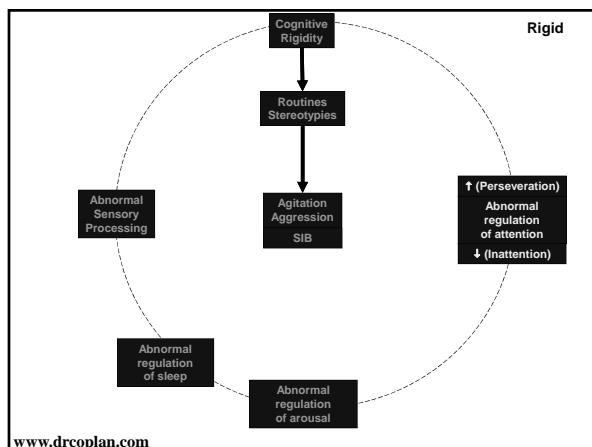 Cognitive
Rigidity
Rigid
Routines
Stereotypies
Abnormal
Sensory
Processing
Agitation
Aggression
SIB
↑ (Perseveration)
Abnormal
regulation
of attention
↓ (Inattention)
Abnormal
regulation
of sleep
Abnormal
regulation
of arousal
www.drcoplan.com